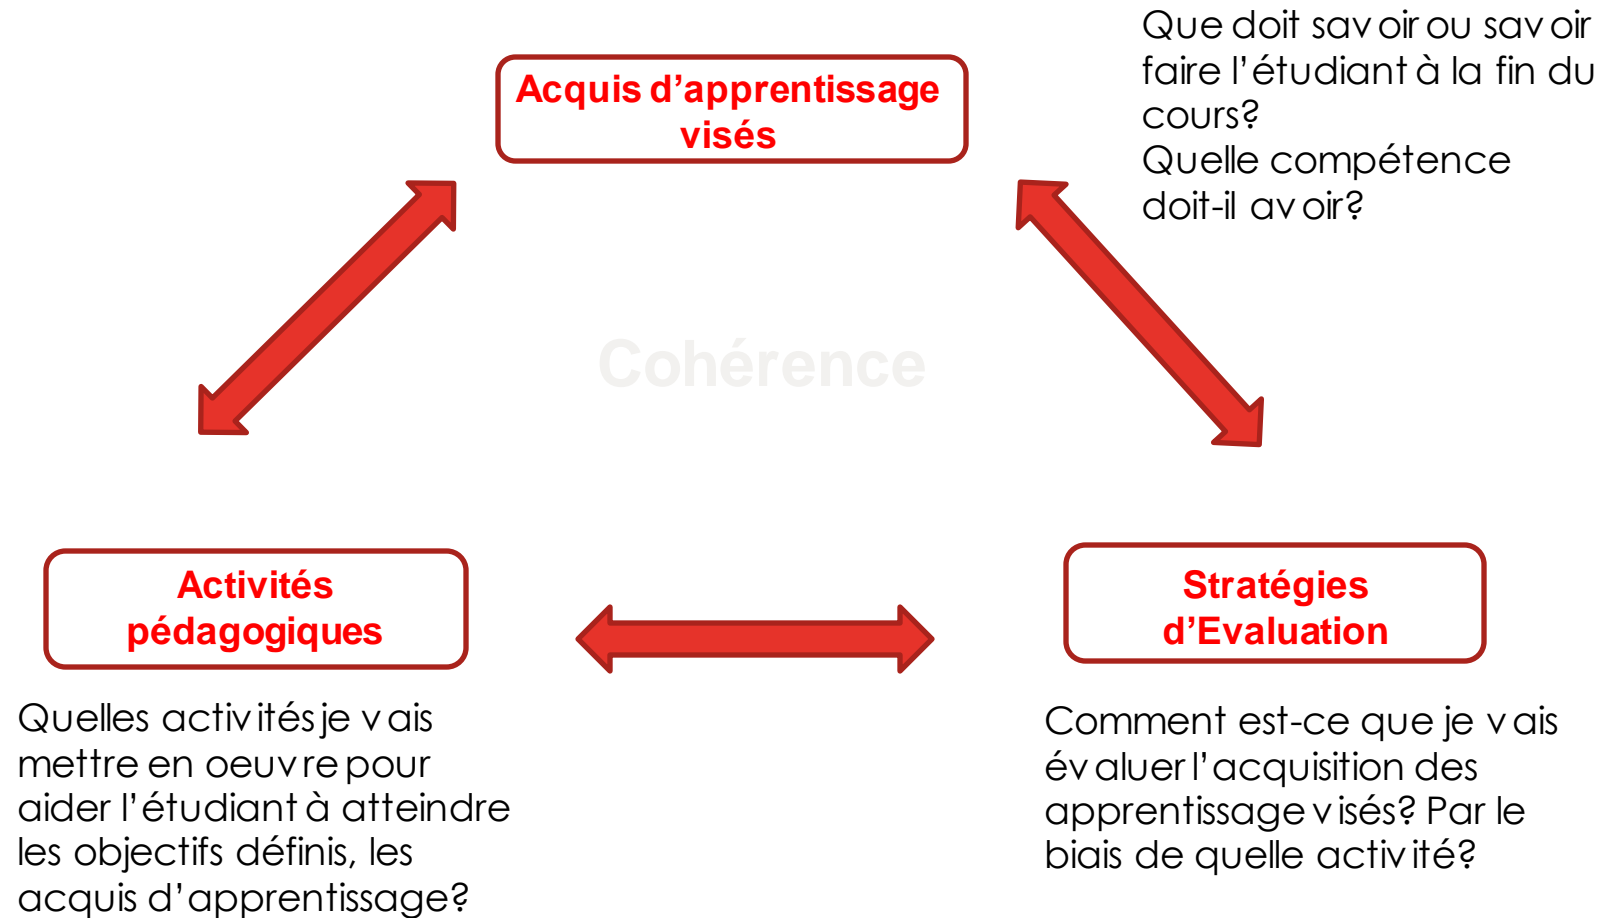 Que doit savoir ou savoir
faire l’étudiant à la fin du
cours?
Quelle compétence
doit-il avoir?
Acquis d’apprentissage
visés
Cohérence
Activités
pédagogiques
Stratégies
d’Evaluation
Quelles activités je vais
mettre en oeuvre pour
aider l’étudiant à atteindre
les objectifs définis, les
acquis d’apprentissage?
Comment est-ce que je vais
évaluer l’acquisition des
apprentissage visés? Par le
biais de quelle activité?